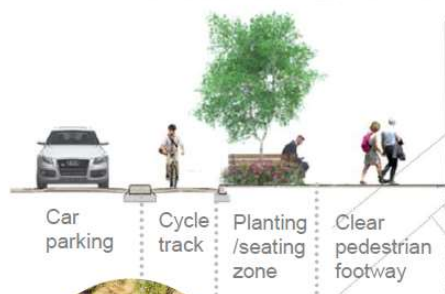 Car
parking
Cycle
track
Planting
/seating
zone
Clear
pedestrian
footway